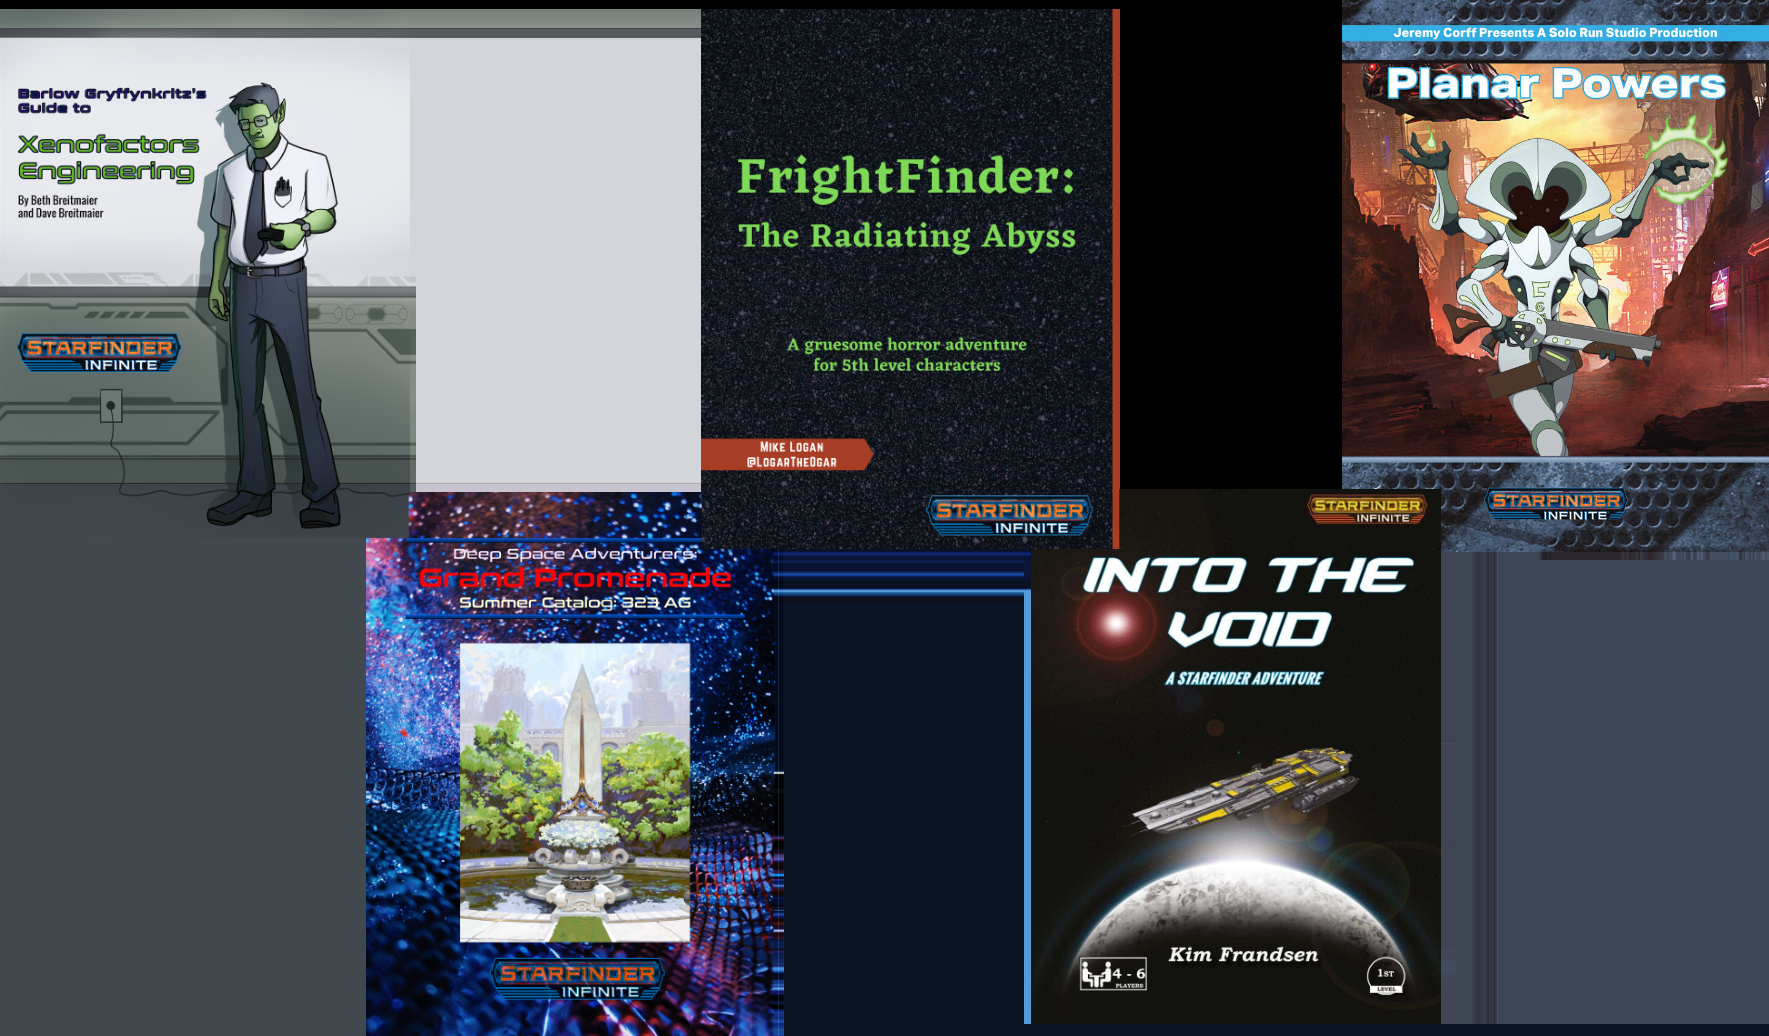 Barlow Gryffynkritz's
Guide to
Xenofactors
Engineering
By Beth Breitmaier
and Dave Breitmaier
STARFINDER
INFINITE
FrightFinder:
The Radiating Abyss
A gruesome horror adventure
for 5th level characters
Mike Logan
@LogarTheOgar
STARFINDER
INFINITE
Jeremy Corff Presents A Solo Run Studio Production
Planar Powers
STARFINDER
INFINITE
Deep Space Adventurers:
Grand Promenade
Summer Catalog: 323 AG
STARFINDER
INFINITE
STARFINDER
INFINITE
INTO THE
VOID
A STARFINDER ADVENTURE
Kim Frandsen
4 - 6
PLAYERS
1ST
LEVEL